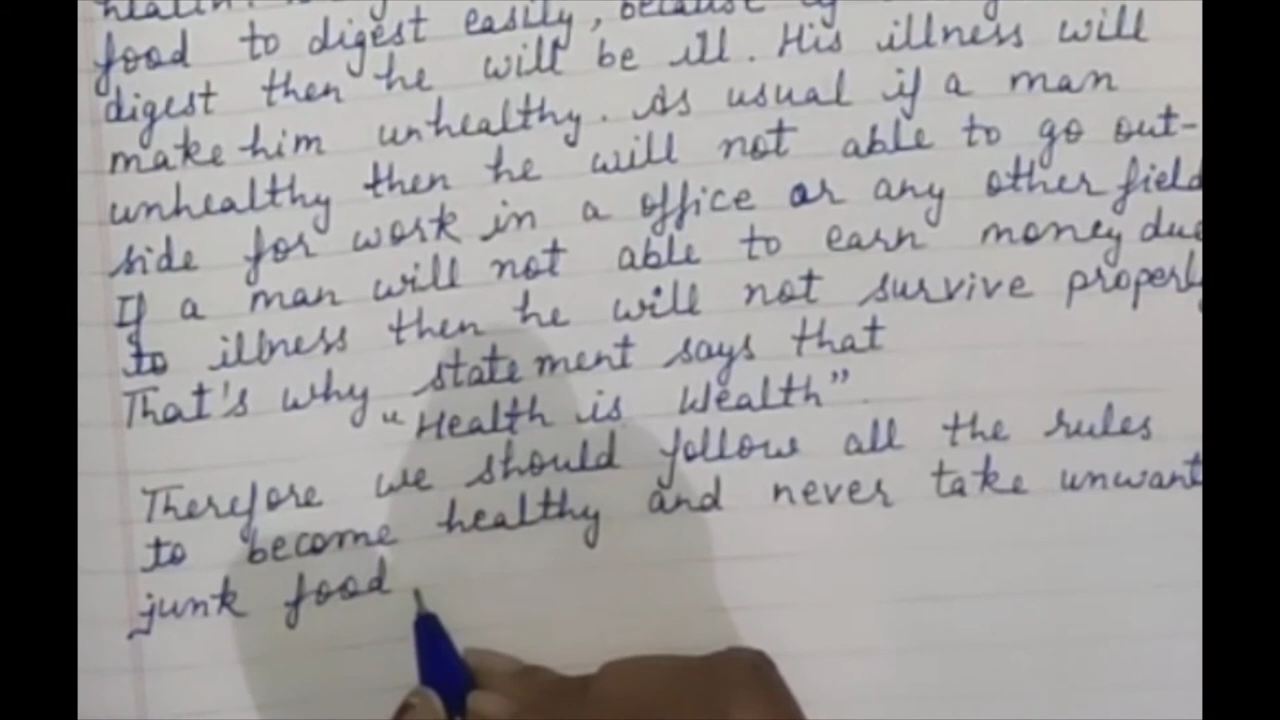 food to digest easily, because
digest then he will be ill. His illness will
make him unhealthy. As usual if a man
unhealthy then he will not able to go out-
side for work in a office or any other field
If a man will not able to earn money due
to illness then he will not survive properly
That's why statement says that
"Health is Wealth"
Therefore we should follow all the rules
to become healthy and never take unwant
junk food